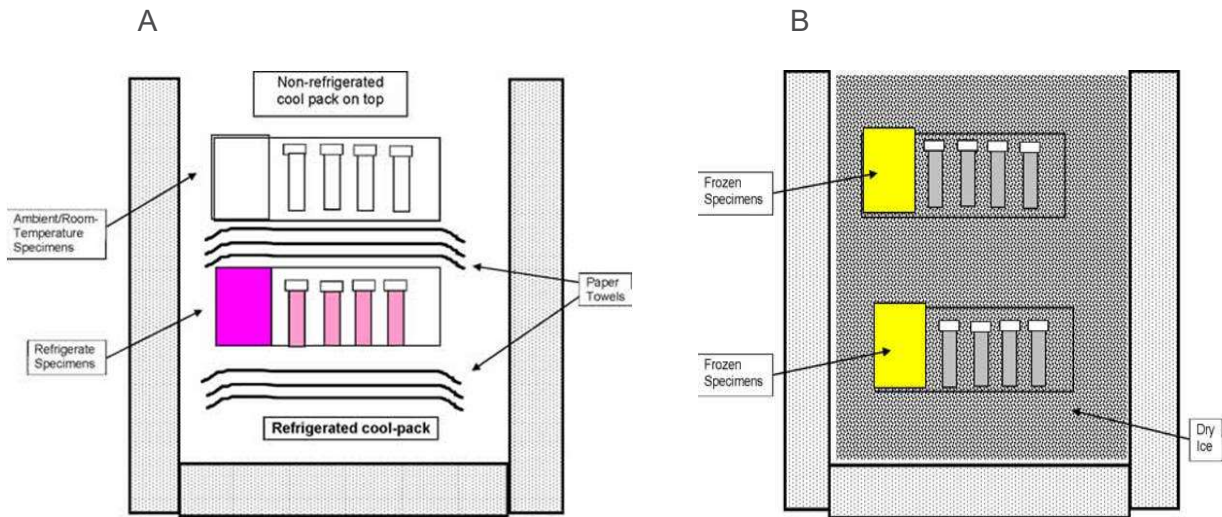 A
Non-refrigerated
cool pack on top
Ambient/Room-
Temperature
Specimens
Paper
Towels
Refrigerate
Specimens
Refrigerated cool-pack
B
Frozen
Specimens
Frozen
Specimens
Dry
Ice